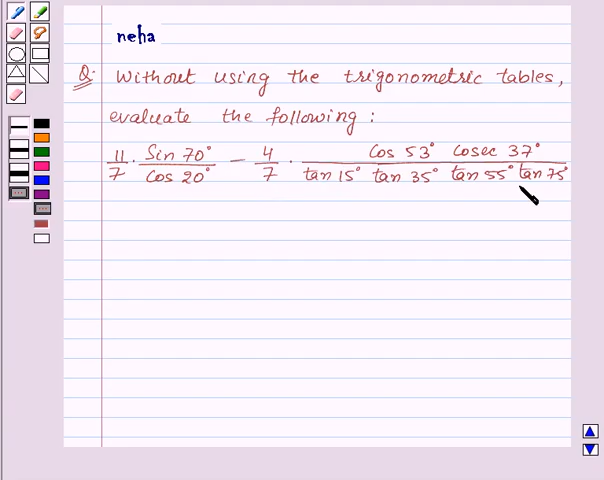 neha
Q. Without using the trigonometric tables,
evaluate the following :
11/7 · Sin 70°/cos 20° − 4/7 · cos 53° cosec 37°/tan 15° tan 35° tan 55° tan 75°